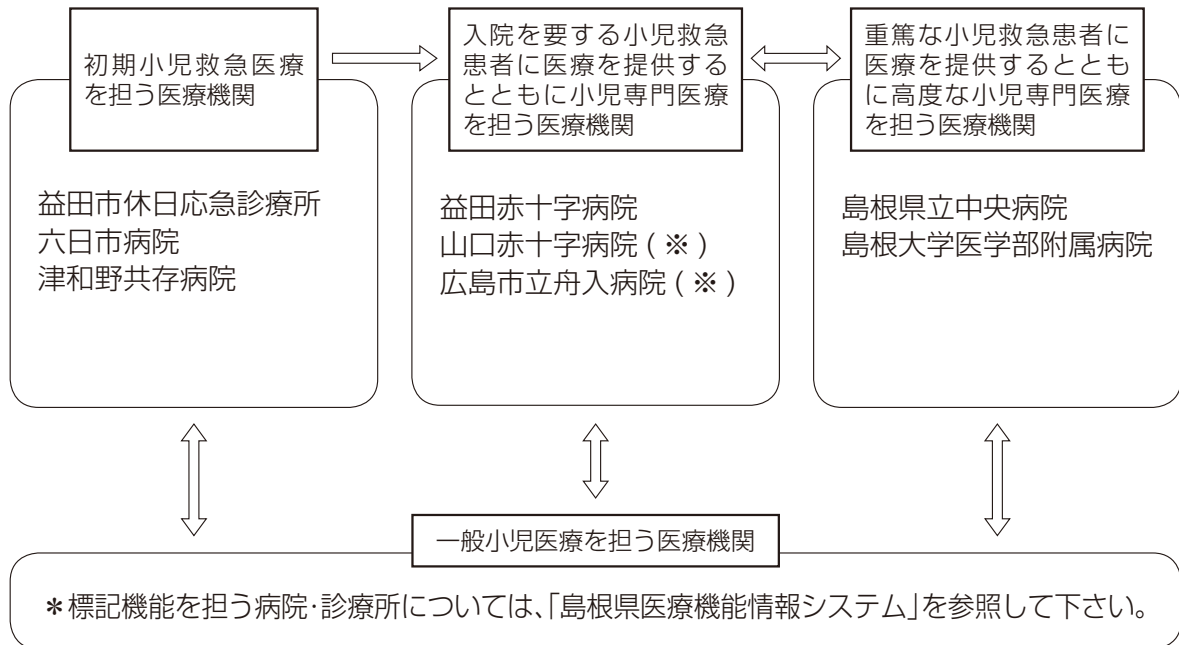 初期小児救急医療
を担う医療機関
入院を要する小児救急
患者に医療を提供する
とともに小児専門医療
を担う医療機関
重篤な小児救急患者に
医療を提供するととも
に高度な小児専門医療
を担う医療機関
益田市休日応急診療所
六日市病院
津和野共存病院
益田赤十字病院
山口赤十字病院 ( ※ )
広島市立舟入病院 ( ※ )
島根県立中央病院
島根大学医学部附属病院
一般小児医療を担う医療機関
＊標記機能を担う病院･診療所については､｢島根県医療機能情報システム｣を参照して下さい。